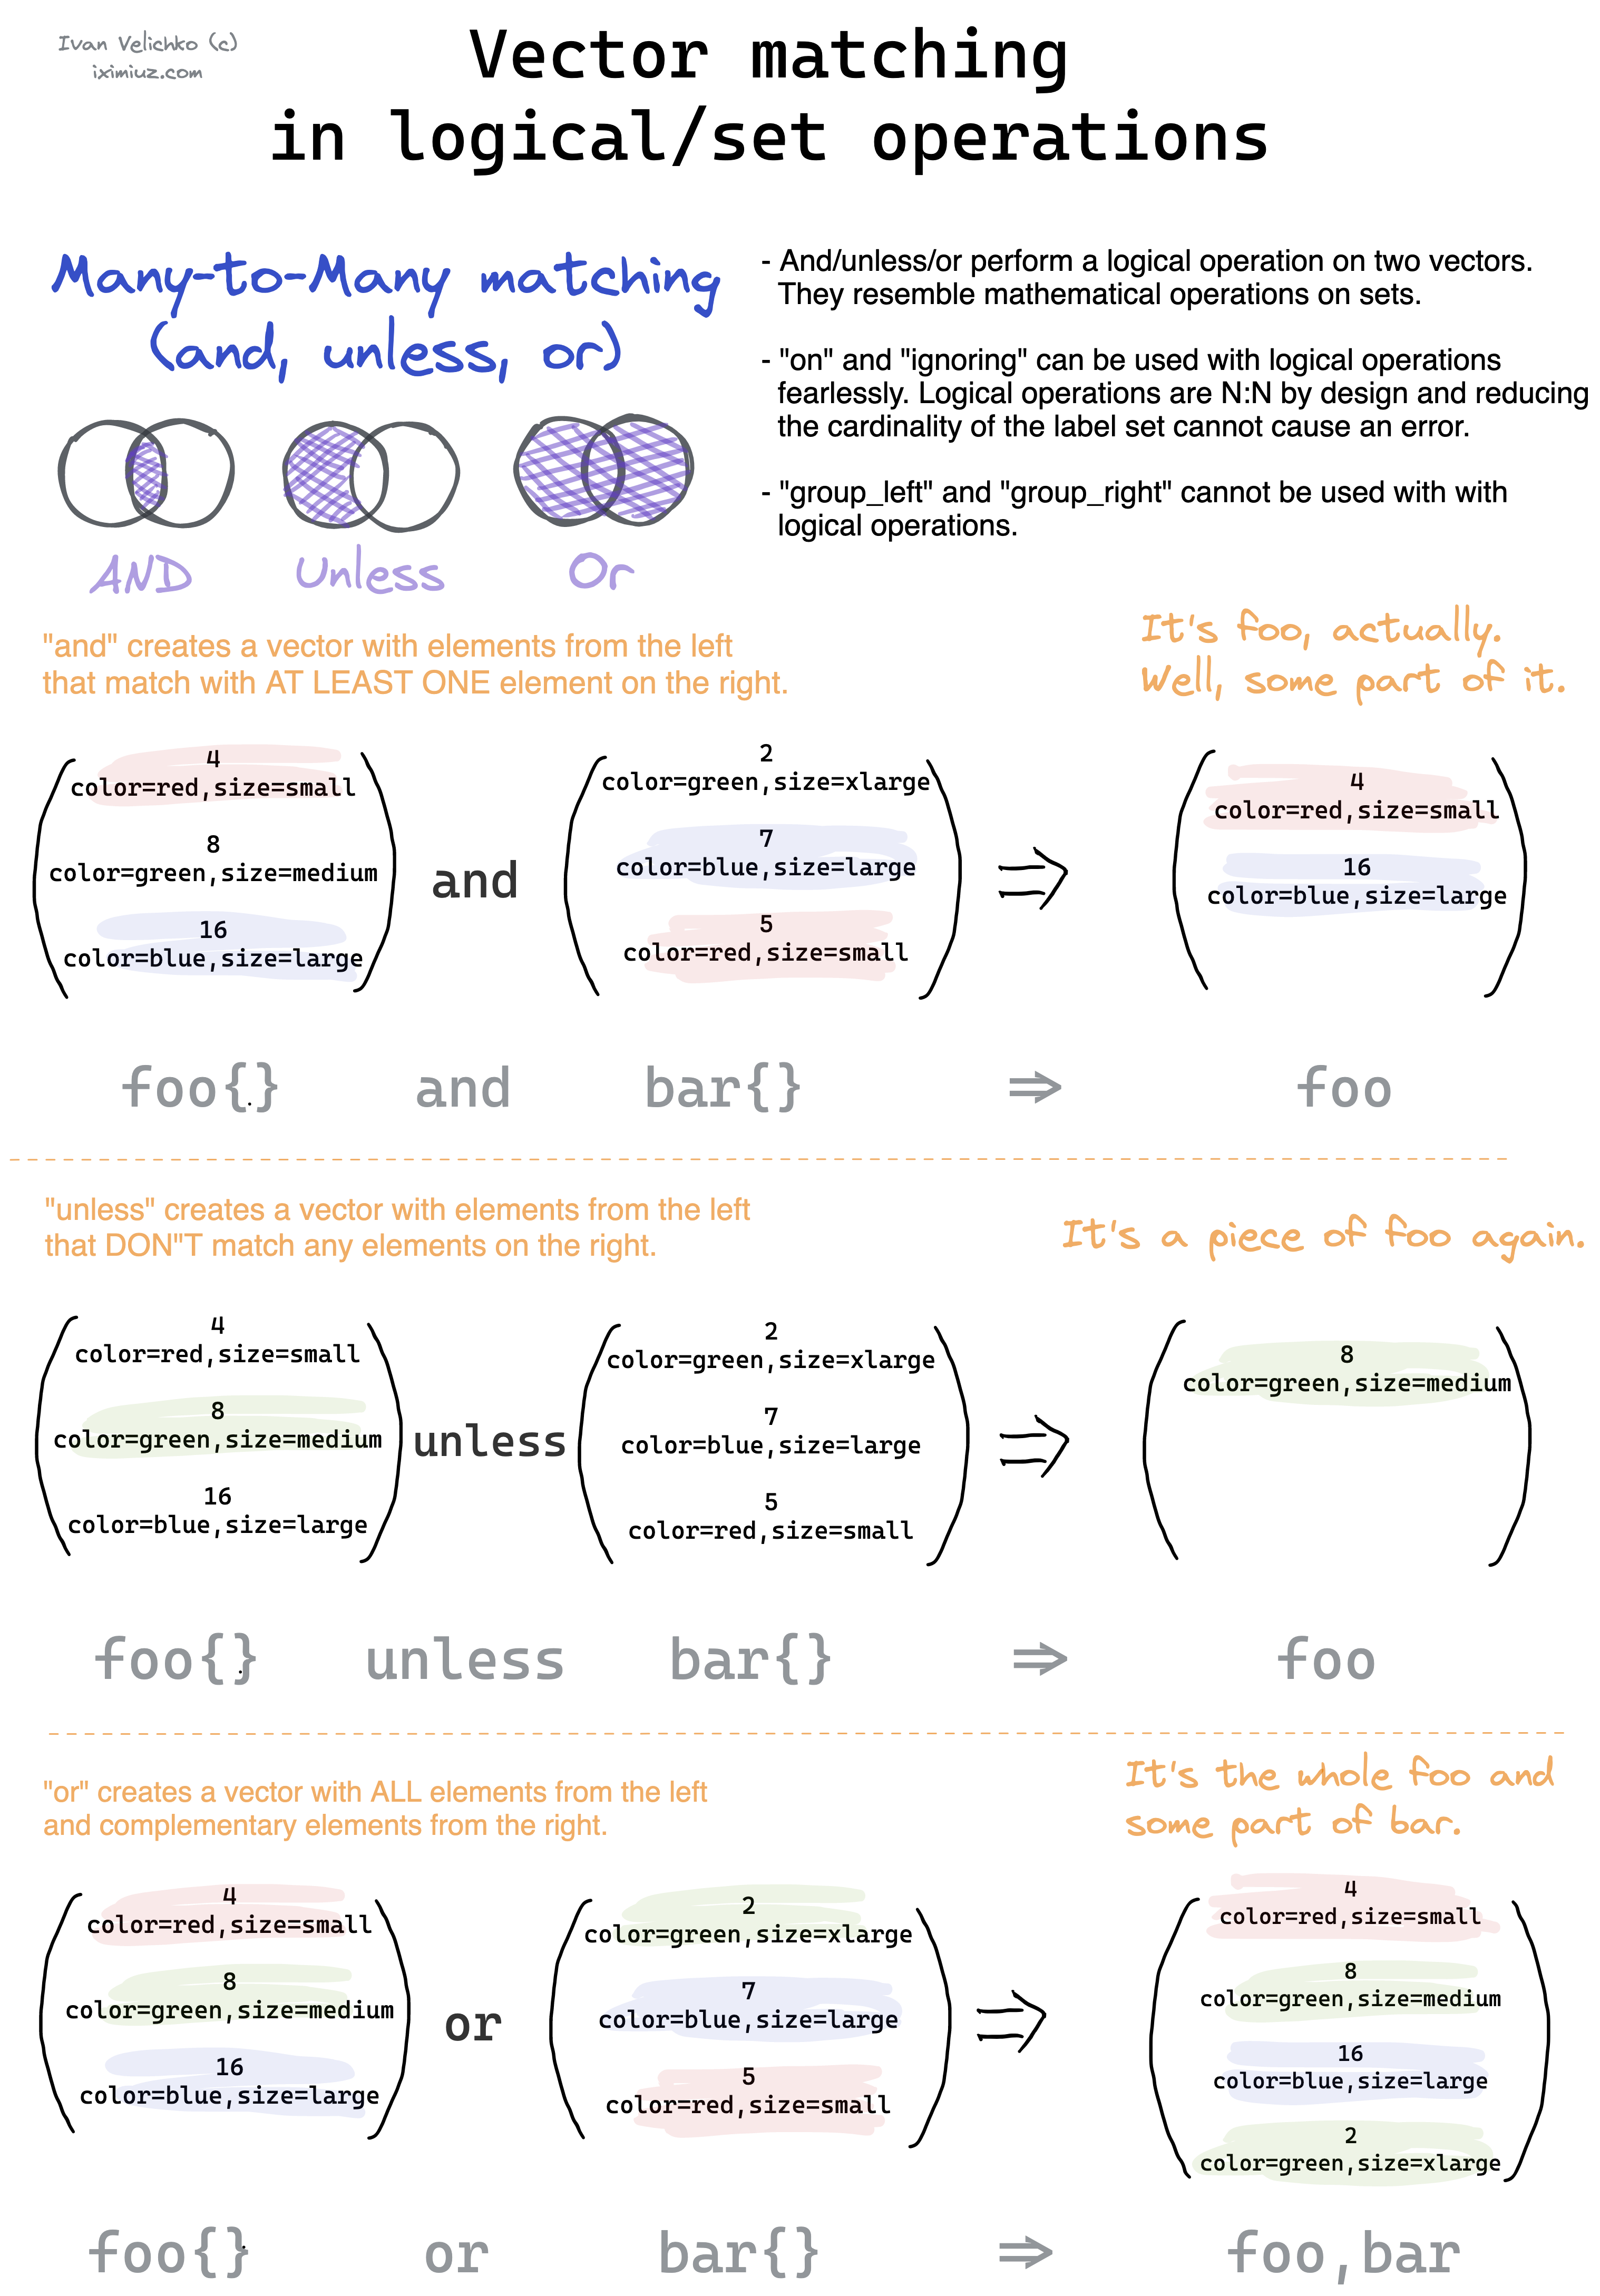 Ivan Velichko (c)
iximiuz.com
Vector matching
in logical/set operations
Many-to-Many matching
(and, unless, or)
AND
Unless
Or
- And/unless/or perform a logical operation on two vectors.
They resemble mathematical operations on sets.
- "on" and "ignoring" can be used with logical operations
fearlessly. Logical operations are N:N by design and reducing
the cardinality of the label set cannot cause an error.
- "group_left" and "group_right" cannot be used with with
logical operations.
"and" creates a vector with elements from the left
that match with AT LEAST ONE element on the right.
It's foo, actually.
Well, some part of it.
4
color=red,size=small
8
color=green,size=medium
16
color=blue,size=large
and
2
color=green,size=xlarge
7
color=blue,size=large
5
color=red,size=small
⇒
4
color=red,size=small
16
color=blue,size=large
foo{} and bar{} ⇒ foo
"unless" creates a vector with elements from the left
that DON"T match any elements on the right.
It's a piece of foo again.
4
color=red,size=small
8
color=green,size=medium
16
color=blue,size=large
unless
2
color=green,size=xlarge
7
color=blue,size=large
5
color=red,size=small
⇒
8
color=green,size=medium
foo{} unless bar{} ⇒ foo
"or" creates a vector with ALL elements from the left
and complementary elements from the right.
It's the whole foo and
some part of bar.
4
color=red,size=small
8
color=green,size=medium
16
color=blue,size=large
or
2
color=green,size=xlarge
7
color=blue,size=large
5
color=red,size=small
⇒
4
color=red,size=small
8
color=green,size=medium
16
color=blue,size=large
2
color=green,size=xlarge
foo{} or bar{} ⇒ foo,bar